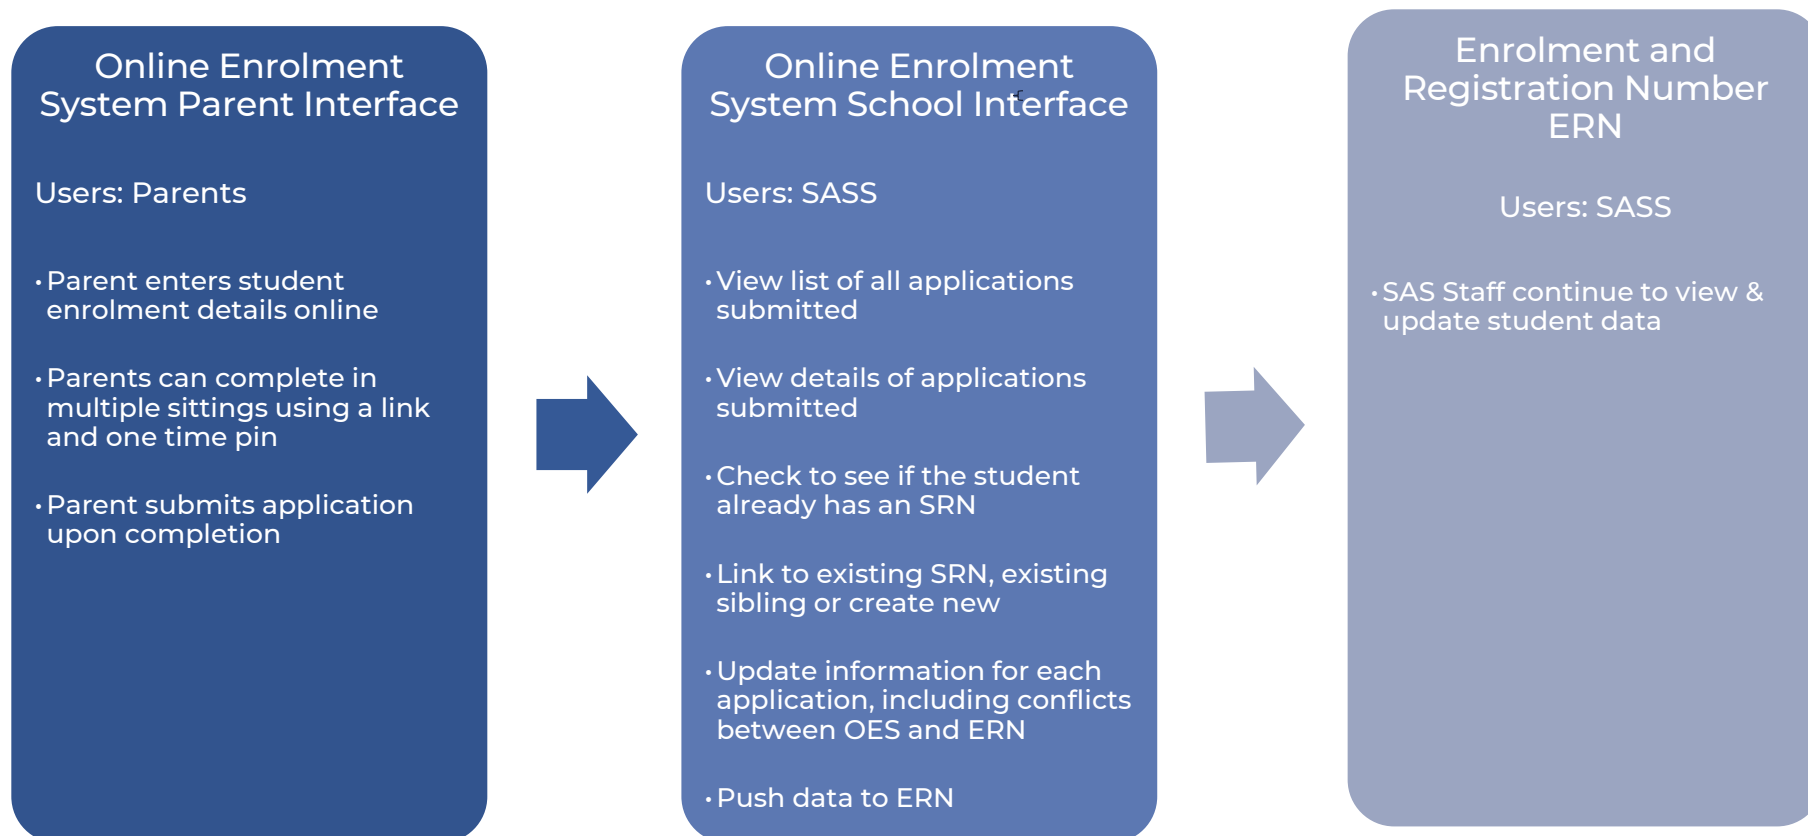 Online Enrolment
System Parent Interface
Users: Parents
· Parent enters student
enrolment details online
· Parents can complete in
multiple sittings using a link
and one time pin
· Parent submits application
upon completion
Online Enrolment
System School Interface
Users: SASS
· View list of all applications
submitted
· View details of applications
submitted
· Check to see if the student
already has an SRN
· Link to existing SRN, existing
sibling or create new
· Update information for each
application, including conflicts
between OES and ERN
· Push data to ERN
Enrolment and
Registration Number
ERN
Users: SASS
· SAS Staff continue to view &
update student data